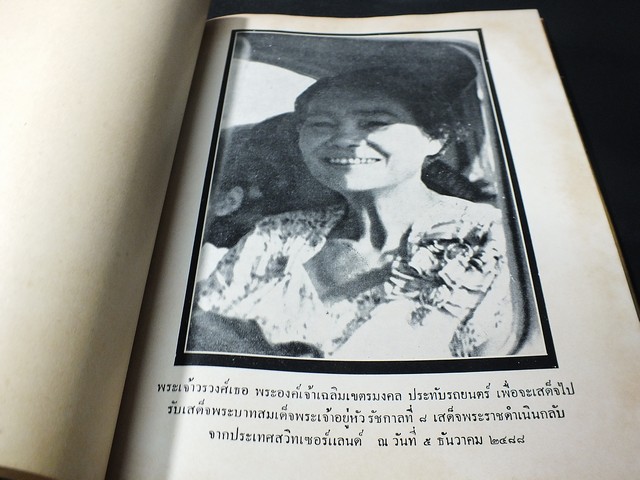 พระเจ้าวรวงศ์เธอ พระองค์เจ้าเฉลิมเขตรมงคล ประทับรถยนตร์ เพื่อจะเสด็จไป
รับเสด็จพระบาทสมเด็จพระเจ้าอยู่หัว รัชกาลที่ ๘ เสด็จพระราชดำเนินกลับ
จากประเทศสวิทเซอร์แลนด์ ณ วันที่ ๕ ธันวาคม ๒๔๘๘